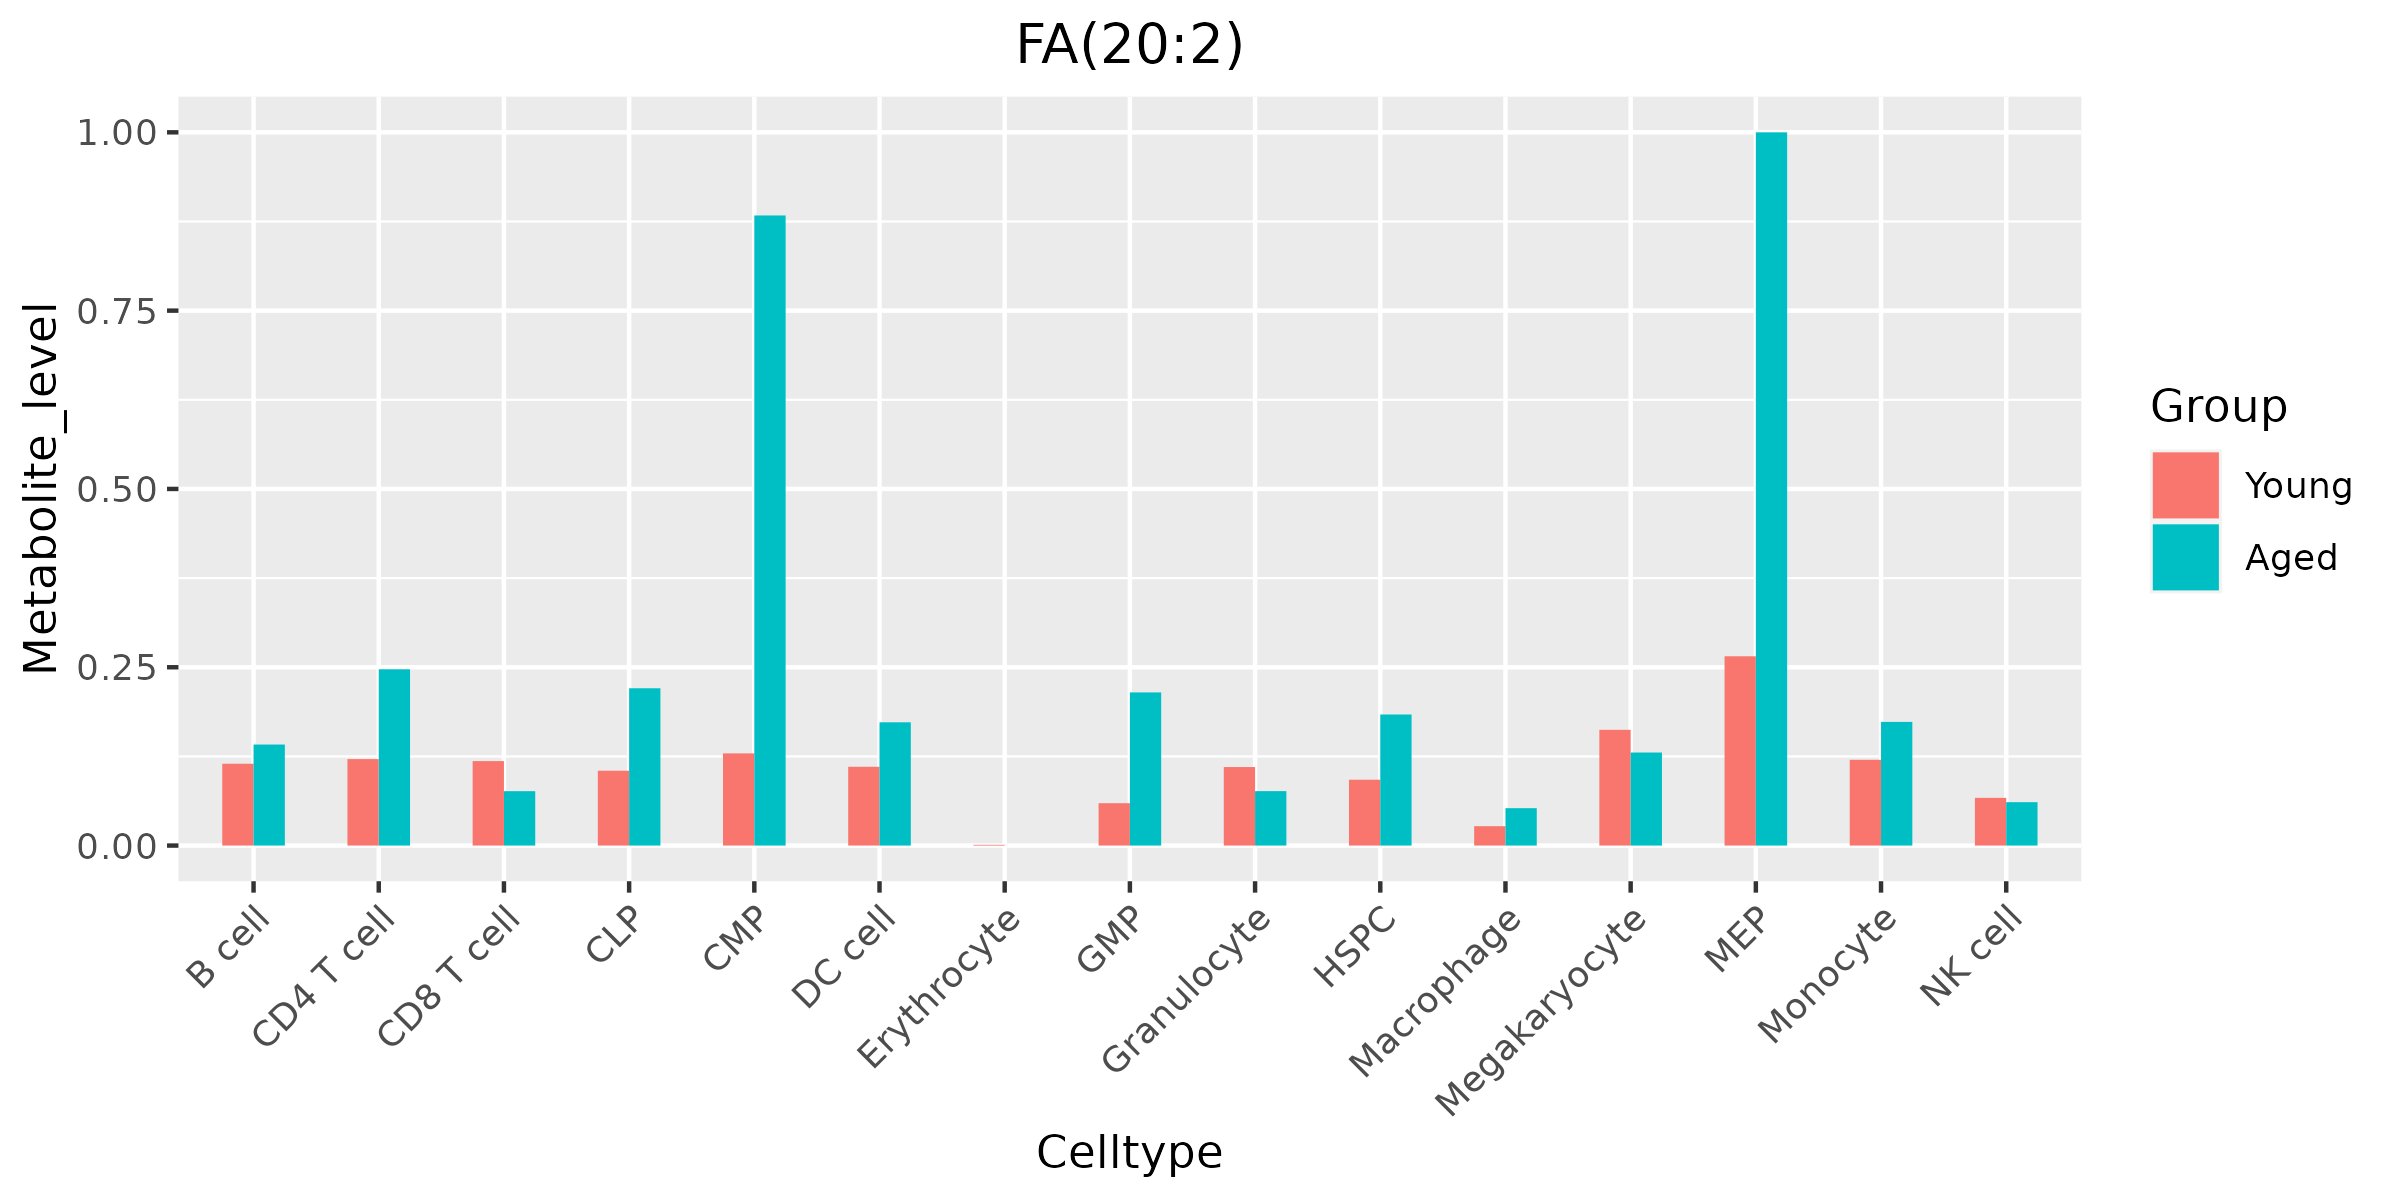 FA(20:2)
Metabolite_level
1.00
0.75
0.50
0.25
0.00
B cell
CD4 T cell
CD8 T cell
CLP
CMP
DC cell
Erythrocyte
GMP
Granulocyte
HSPC
Macrophage
Megakaryocyte
MEP
Monocyte
NK cell
Celltype
Group
Young
Aged